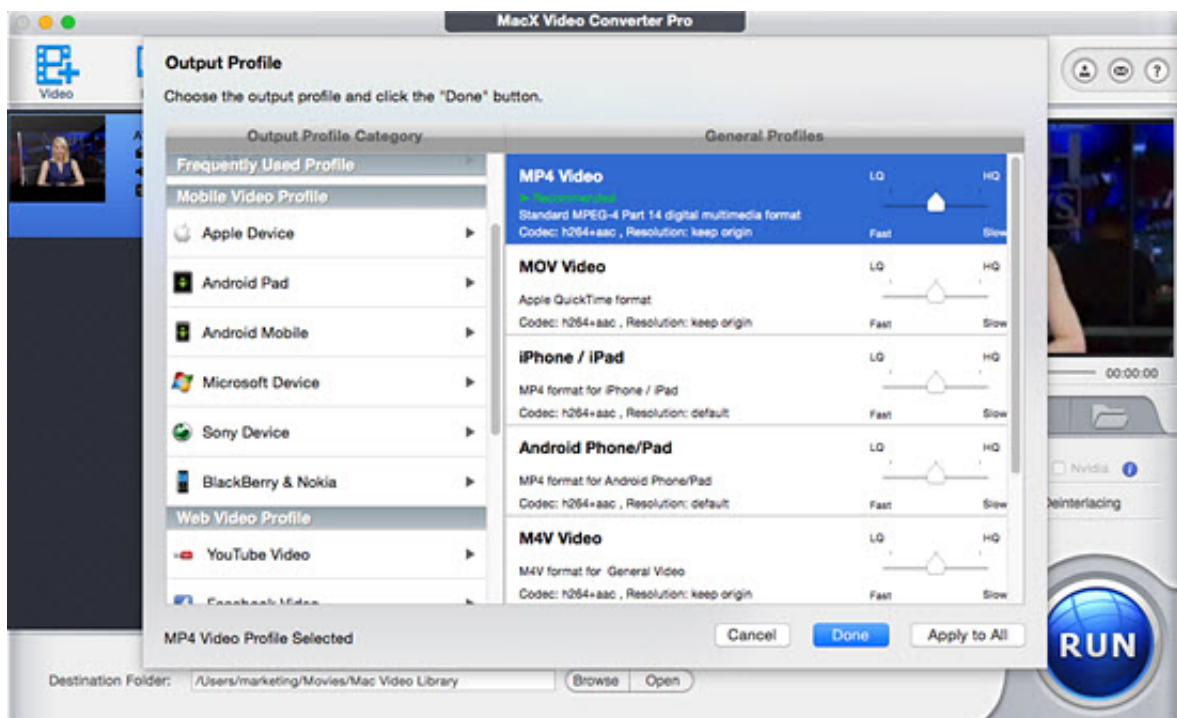 MacX Video Converter Pro
Video
Output Profile
Choose the output profile and click the "Done" button.
Output Profile Category
General Profiles
Frequently Used Profile
Mobile Video Profile
Apple Device
Android Pad
Android Mobile
Microsoft Device
Sony Device
BlackBerry & Nokia
Web Video Profile
YouTube Video
Facebook Video
MP4 Video
LQ HQ
Recommended
Standard MPEG-4 Part 14 digital multimedia format
Codec: h264+aac , Resolution: keep origin
Fast Slow
MOV Video
LQ HQ
Apple QuickTime format
Codec: h264+aac , Resolution: keep origin
Fast Slow
iPhone / iPad
LQ HQ
MP4 format for iPhone / iPad
Codec: h264+aac , Resolution: default
Fast Slow
Android Phone/Pad
LQ HQ
MP4 format for Android Phone/Pad
Codec: h264+aac , Resolution: default
Fast Slow
M4V Video
LQ HQ
M4V format for General Video
Codec: h264+aac , Resolution: keep origin
Fast Slow
MP4 Video Profile Selected
Cancel
Done
Apply to All
?
00:00:00
Nvidia
Deinterlacing
RUN
Destination Folder: /Users/marketing/Movies/Mac Video Library
Browse
Open